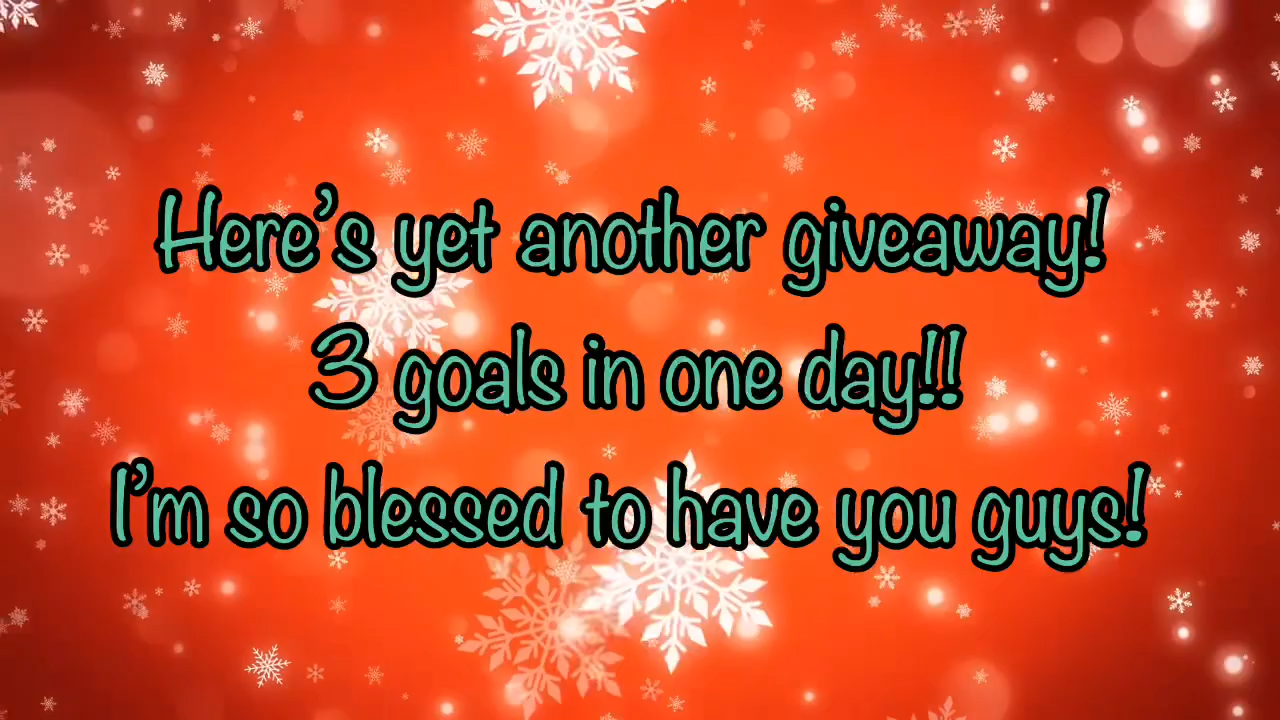 Here's yet another giveaway!
3 goals in one day!!
I'm so blessed to have you guys!